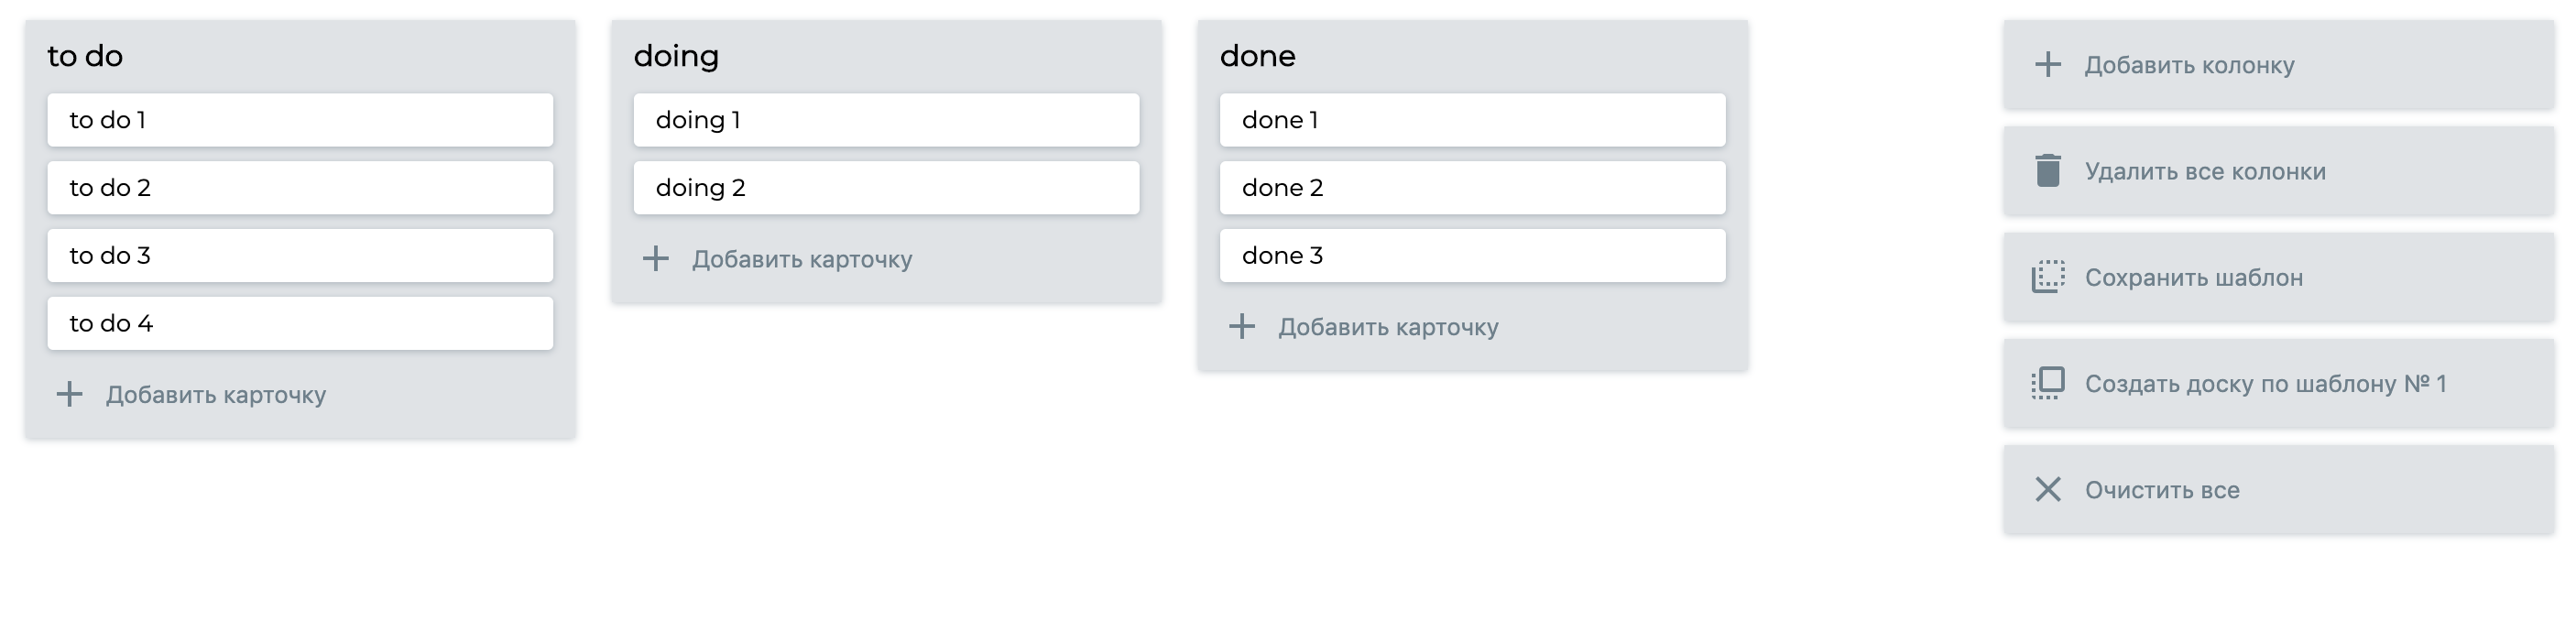 to do
to do 1
to do 2
to do 3
to do 4
Добавить карточку
doing
doing 1
doing 2
Добавить карточку
done
done 1
done 2
done 3
Добавить карточку
Добавить колонку
Удалить все колонки
Сохранить шаблон
Создать доску по шаблону № 1
Очистить все